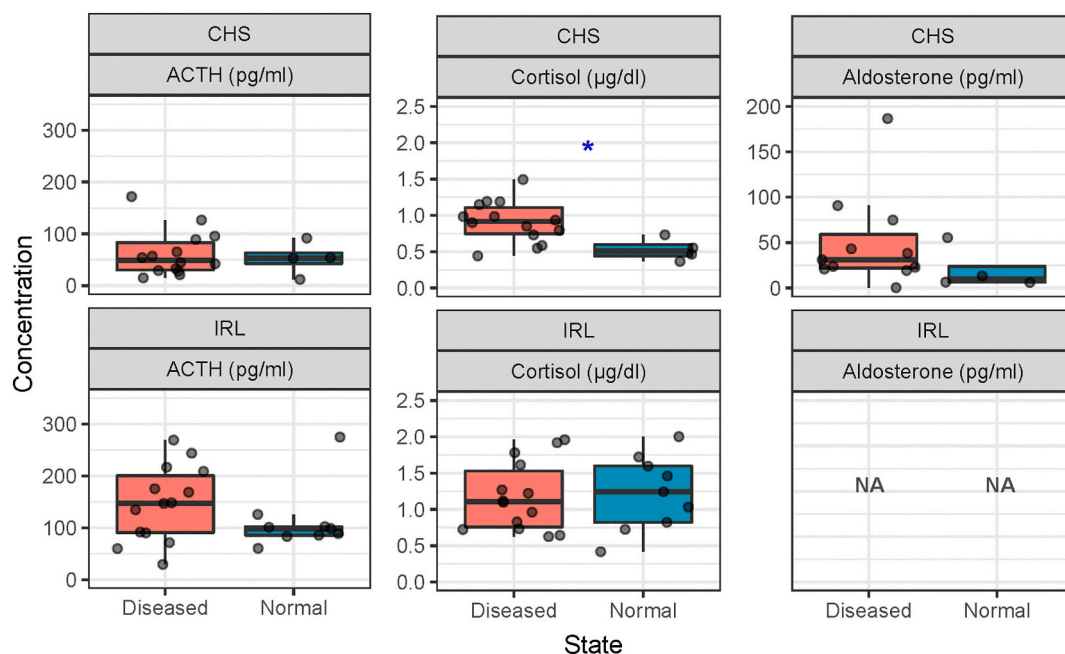 CHS
CHS
CHS
ACTH (pg/ml)
Cortisol (µg/dl)
Aldosterone (pg/ml)
300
200
100
0
2.5
2.0
1.5
1.0
0.5
0.0
*
200
150
100
50
0
Concentration
IRL
IRL
IRL
ACTH (pg/ml)
Cortisol (µg/dl)
Aldosterone (pg/ml)
300
200
100
0
2.5
2.0
1.5
1.0
0.5
0.0
NA NA
Diseased Normal
Diseased Normal
Diseased Normal
State